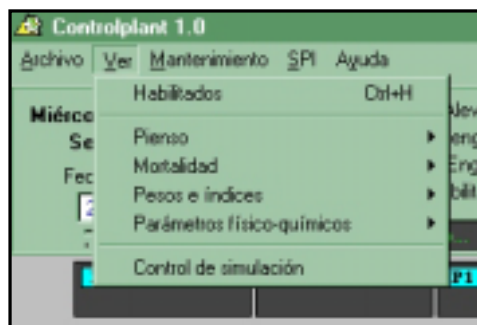 Controlplant 1.0
Archivo Ver Mantenimiento SPI Ayuda
Habilitados Ctrl+H
Miérco
Pienso
Se
Mortalidad
Fec
Pesos e índices
Parámetros físico-químicos
Control de simulación
P1